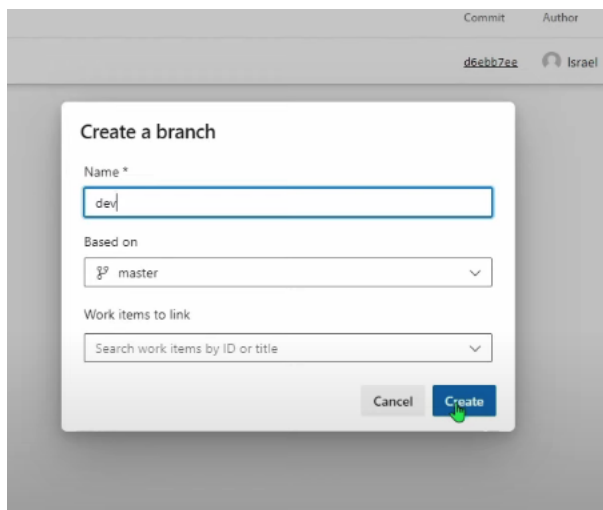 Commit Author
d6ebb7ee Israel
Create a branch
Name *
dev
Based on
master
Work items to link
Search work items by ID or title
Cancel Create